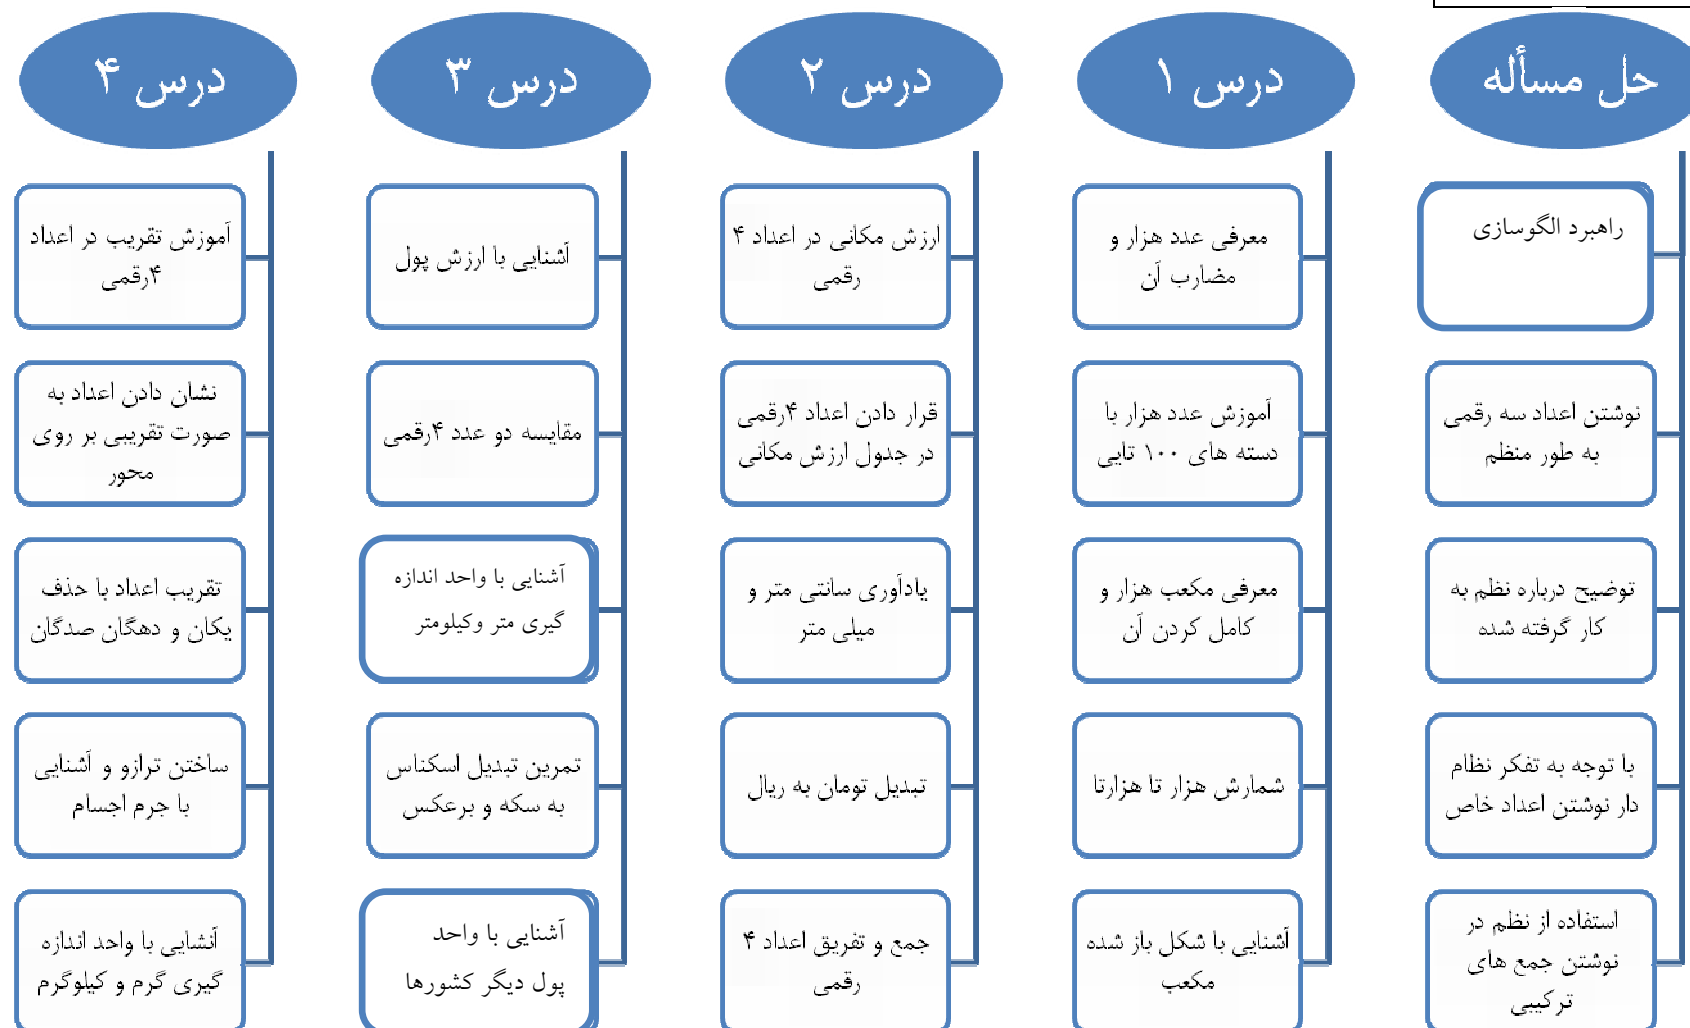 حل مسأله
راهبرد الگوسازی
نوشتن اعداد سه رقمی
به طور منظم
توضیح درباره نظم به
کار گرفته شده
با توجه به تفکر نظام
دار نوشتن اعداد خاص
استفاده از نظم در
نوشتن جمع های
ترکیبی
درس ۱
معرفی عدد هزار و
مضارب آن
آموزش عدد هزار با
دسته های ۱۰۰ تایی
معرفی مکعب هزار و
کامل کردن آن
شمارش هزار تا هزارتا
آشنایی با شکل باز شده
مکعب
درس ۲
ارزش مکانی در اعداد ۴
رقمی
قرار دادن اعداد ۴رقمی
در جدول ارزش مکانی
یادآوری سانتی متر و
میلی متر
تبدیل تومان به ریال
جمع و تفریق اعداد ۴
رقمی
درس ۳
آشنایی با ارزش پول
مقایسه دو عدد ۴رقمی
آشنایی با واحد اندازه
گیری متر وکیلومتر
تمرین تبدیل اسکناس
به سکه و برعکس
آشنایی با واحد
پول دیگر کشورها
درس ۴
آموزش تقریب در اعداد
۴رقمی
نشان دادن اعداد به
صورت تقریبی بر روی
محور
تقریب اعداد با حذف
یکان و دهگان صدگان
ساختن ترازو و آشنایی
با جرم اجسام
آنشایی با واحد اندازه
گیری گرم و کیلوگرم